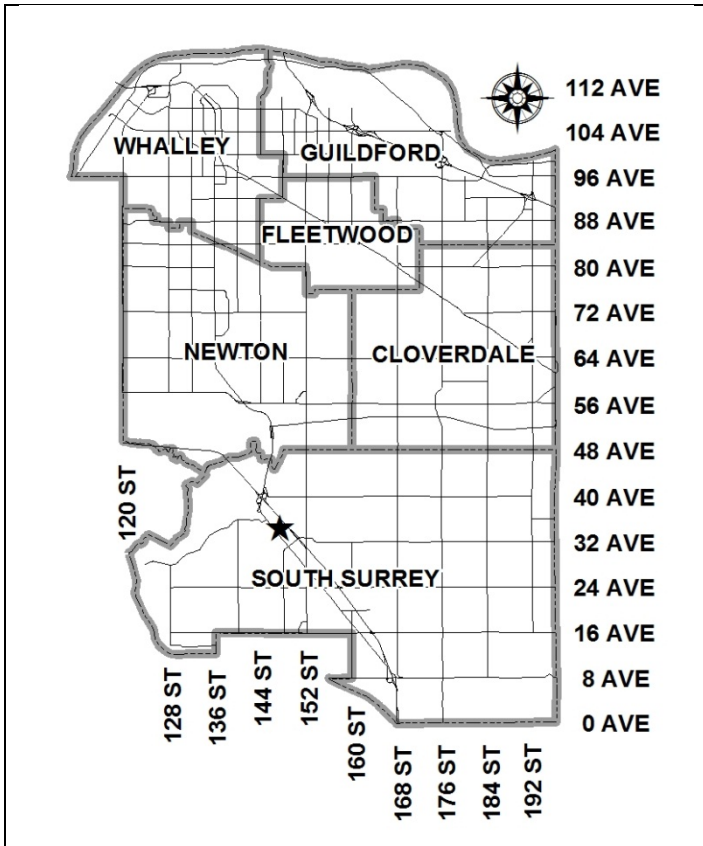 112 AVE
104 AVE
WHALLEY
GUILDFORD
96 AVE
88 AVE
FLEETWOOD
80 AVE
72 AVE
NEWTON
CLOVERDALE
64 AVE
56 AVE
48 AVE
40 AVE
120 ST
32 AVE
SOUTH SURREY
24 AVE
16 AVE
8 AVE
0 AVE
128 ST
136 ST
144 ST
152 ST
160 ST
168 ST
176 ST
184 ST
192 ST